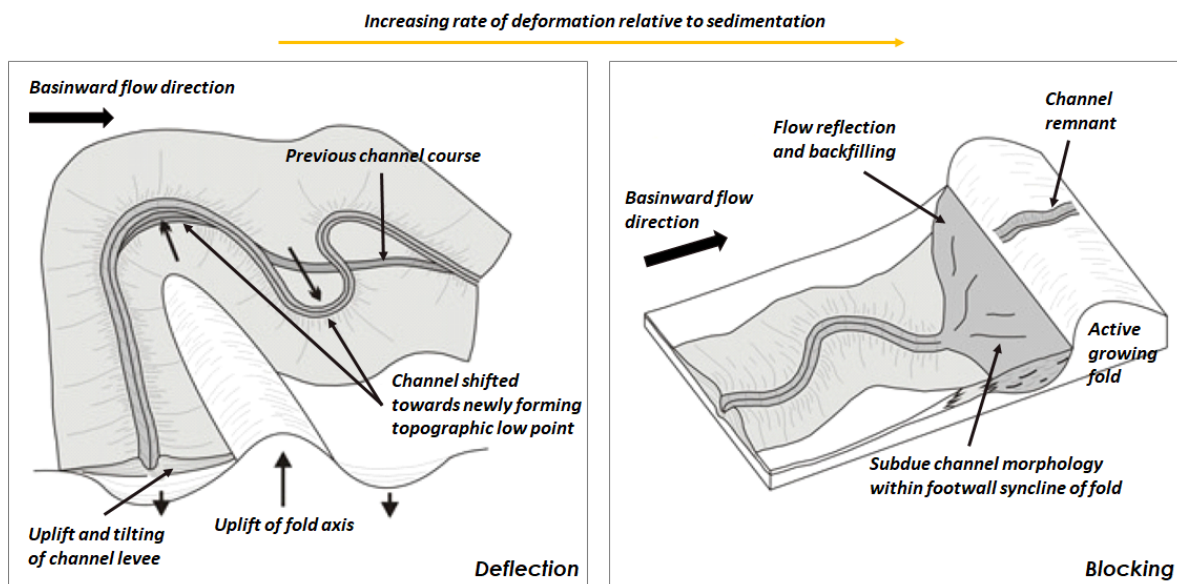 Increasing rate of deformation relative to sedimentation
Basinward flow direction
Previous channel course
Channel shifted
towards newly forming
topographic low point
Uplift and tilting
of channel levee
Uplift of fold axis
Deflection
Channel
remnant
Flow reflection
and backfilling
Basinward flow
direction
Active
growing
fold
Subdue channel morphology
within footwall syncline of fold
Blocking